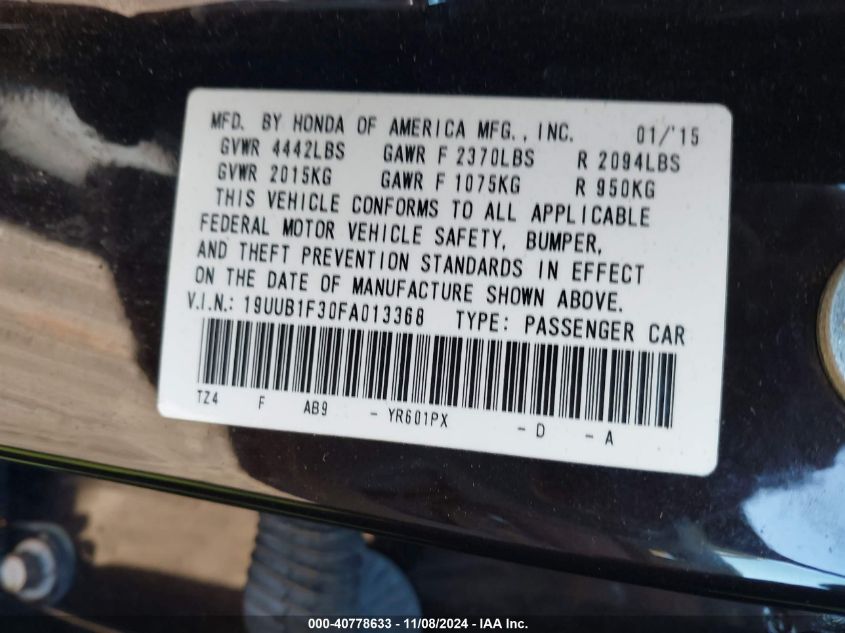 MFD. BY HONDA OF AMERICA MFG., INC. 01/'15
GVWR 4442LBS GAWR F 2370LBS R 2094LBS
GVWR 2015KG GAWR F 1075KG R 950KG
THIS VEHICLE CONFORMS TO ALL APPLICABLE
FEDERAL MOTOR VEHICLE SAFETY, BUMPER,
AND THEFT PREVENTION STANDARDS IN EFFECT
ON THE DATE OF MANUFACTURE SHOWN ABOVE.
V.I.N.: 19UUB1F30FA013368 TYPE: PASSENGER CAR
TZ4 F AB9 - YR601PX - D - A
000-40778633 - 11/08/2024 - IAA Inc.